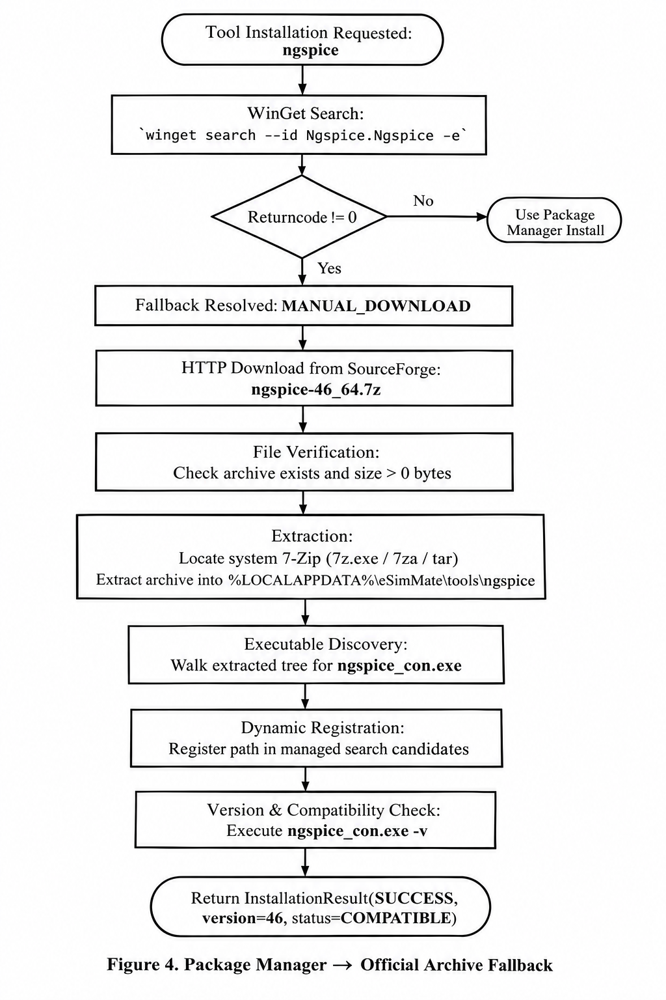 Tool Installation Requested:
ngspice
WinGet Search:
`winget search --id Ngspice.Ngspice -e`
Returncode != 0
No
Use Package
Manager Install
Yes
Fallback Resolved: MANUAL_DOWNLOAD
HTTP Download from SourceForge:
ngspice-46_64.7z
File Verification:
Check archive exists and size > 0 bytes
Extraction:
Locate system 7-Zip (7z.exe / 7za / tar)
Extract archive into %LOCALAPPDATA%\eSimMate\tools\ngspice
Executable Discovery:
Walk extracted tree for ngspice_con.exe
Dynamic Registration:
Register path in managed search candidates
Version & Compatibility Check:
Execute ngspice_con.exe -v
Return InstallationResult(SUCCESS,
version=46, status=COMPATIBLE)
Figure 4. Package Manager → Official Archive Fallback